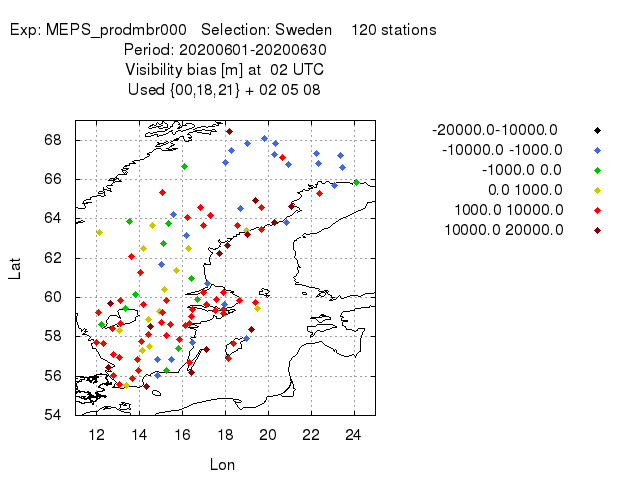 Exp: MEPS_prodmbr000   Selection: Sweden    120 stations
Period: 20200601-20200630
Visibility bias [m] at  02 UTC
Used {00,18,21} + 02 05 08
-20000.0-10000.0
-10000.0 -1000.0
-1000.0 0.0
0.0 1000.0
1000.0 10000.0
10000.0 20000.0
68
66
64
62
60
58
56
54
Lat
12 14 16 18 20 22 24
Lon